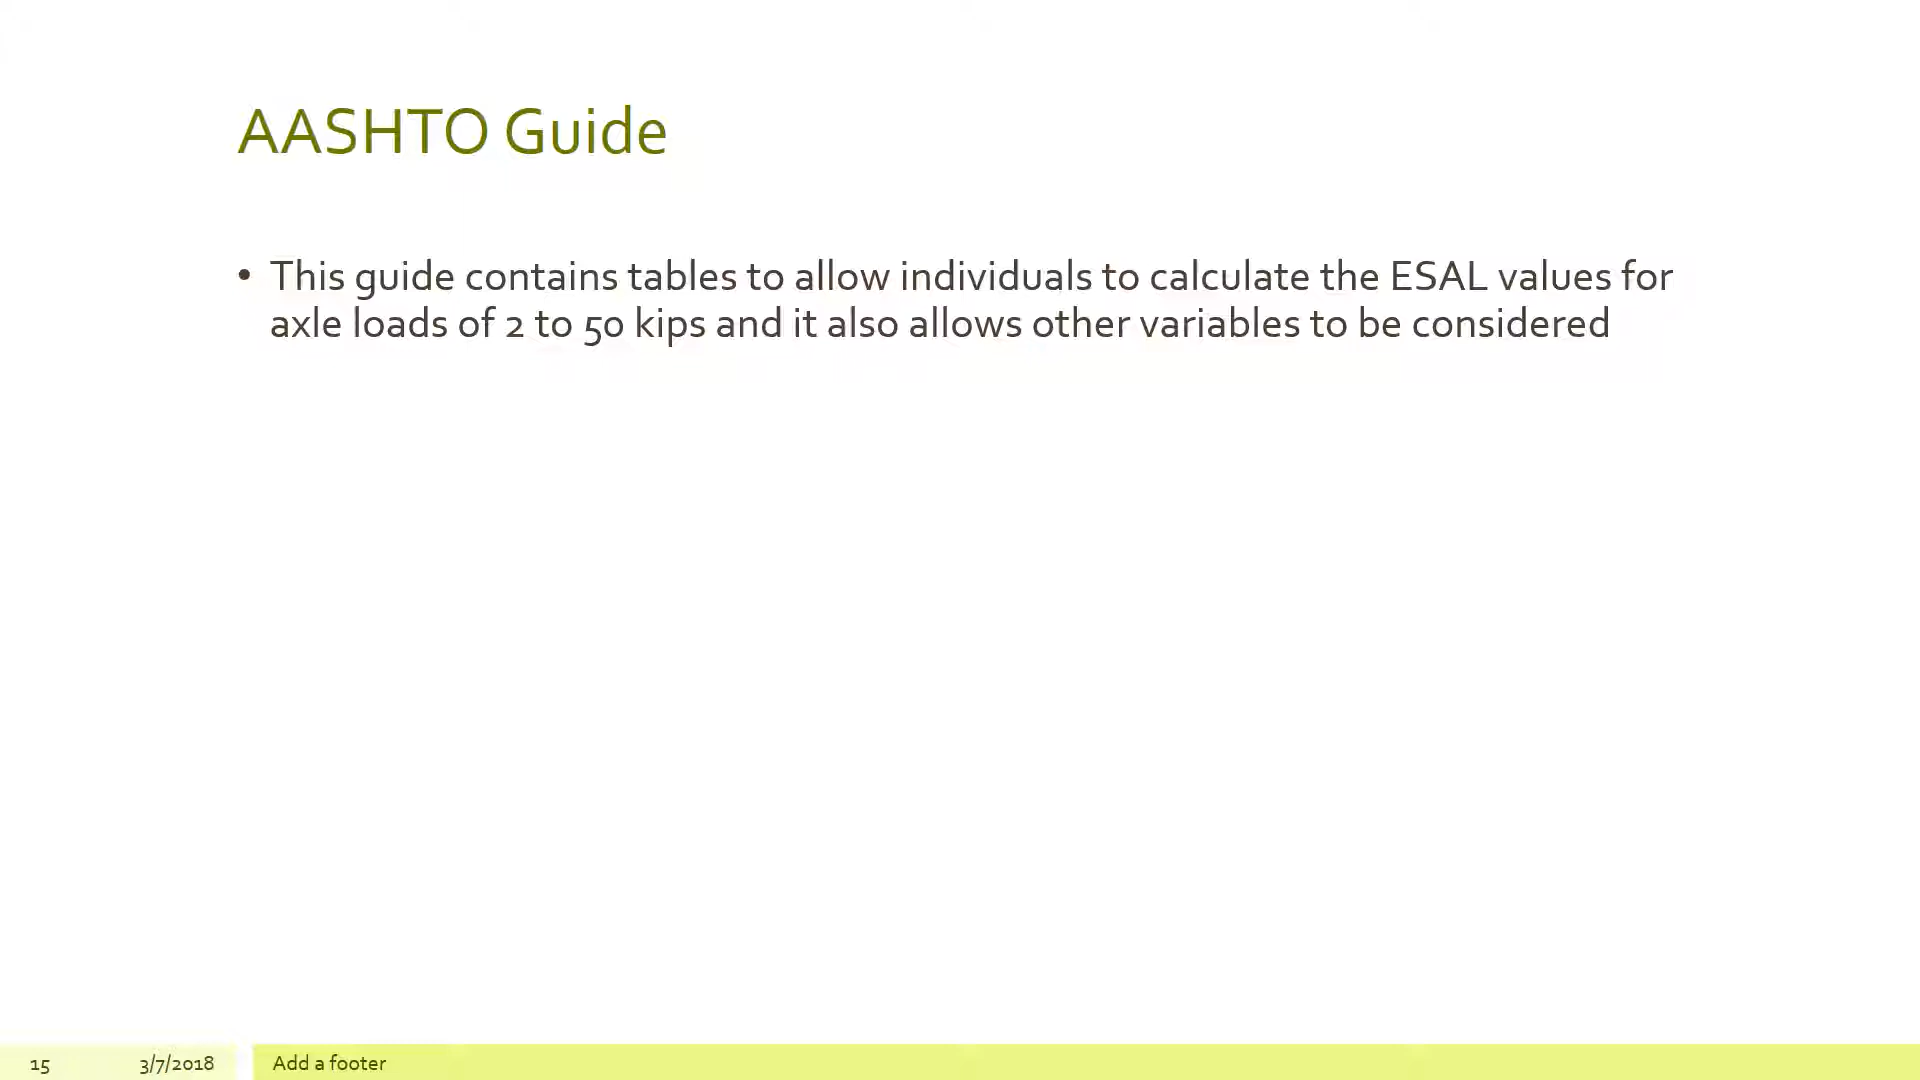 AASHTO Guide
• This guide contains tables to allow individuals to calculate the ESAL values for
axle loads of 2 to 50 kips and it also allows other variables to be considered
15 3/7/2018 Add a footer